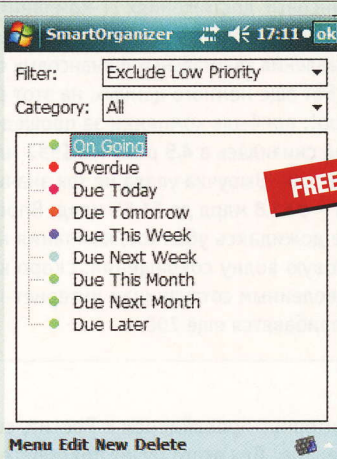 SmartOrganizer 17:11 ok
Filter: Exclude Low Priority
Category: All
On Going
Overdue
Due Today
Due Tomorrow
Due This Week
Due Next Week
Due This Month
Due Next Month
Due Later
FREE
Menu Edit New Delete